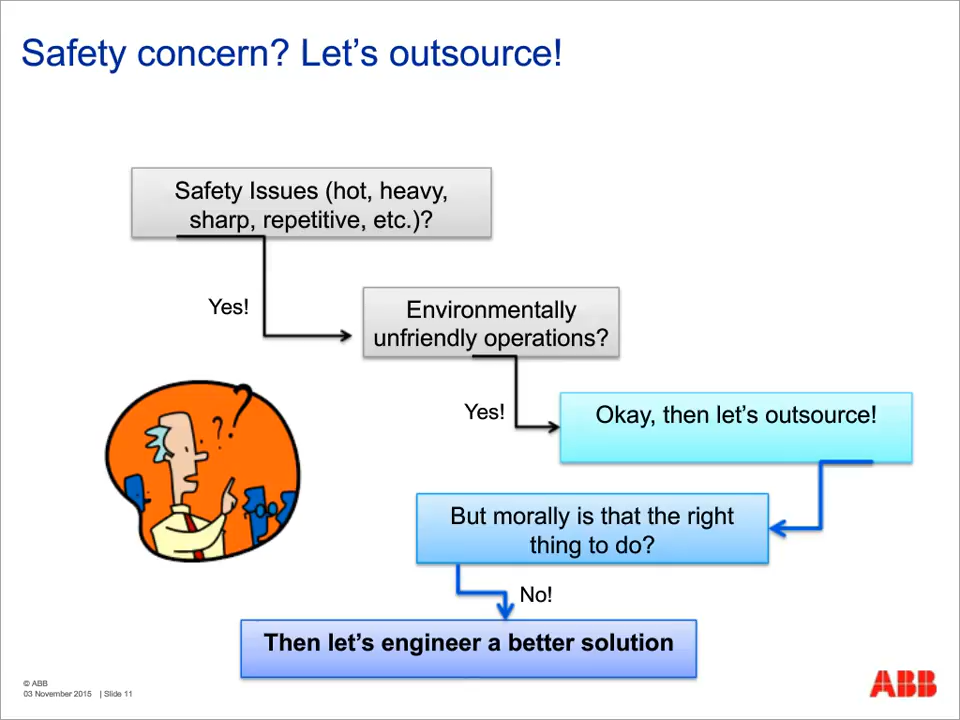 Safety concern? Let’s outsource!
Safety Issues (hot, heavy,
sharp, repetitive, etc.)?
Yes!
Environmentally
unfriendly operations?
Yes!
Okay, then let’s outsource!
? ? ?
But morally is that the right
thing to do?
No!
Then let’s engineer a better solution
© ABB
03 November 2015 | Slide 11
ABB